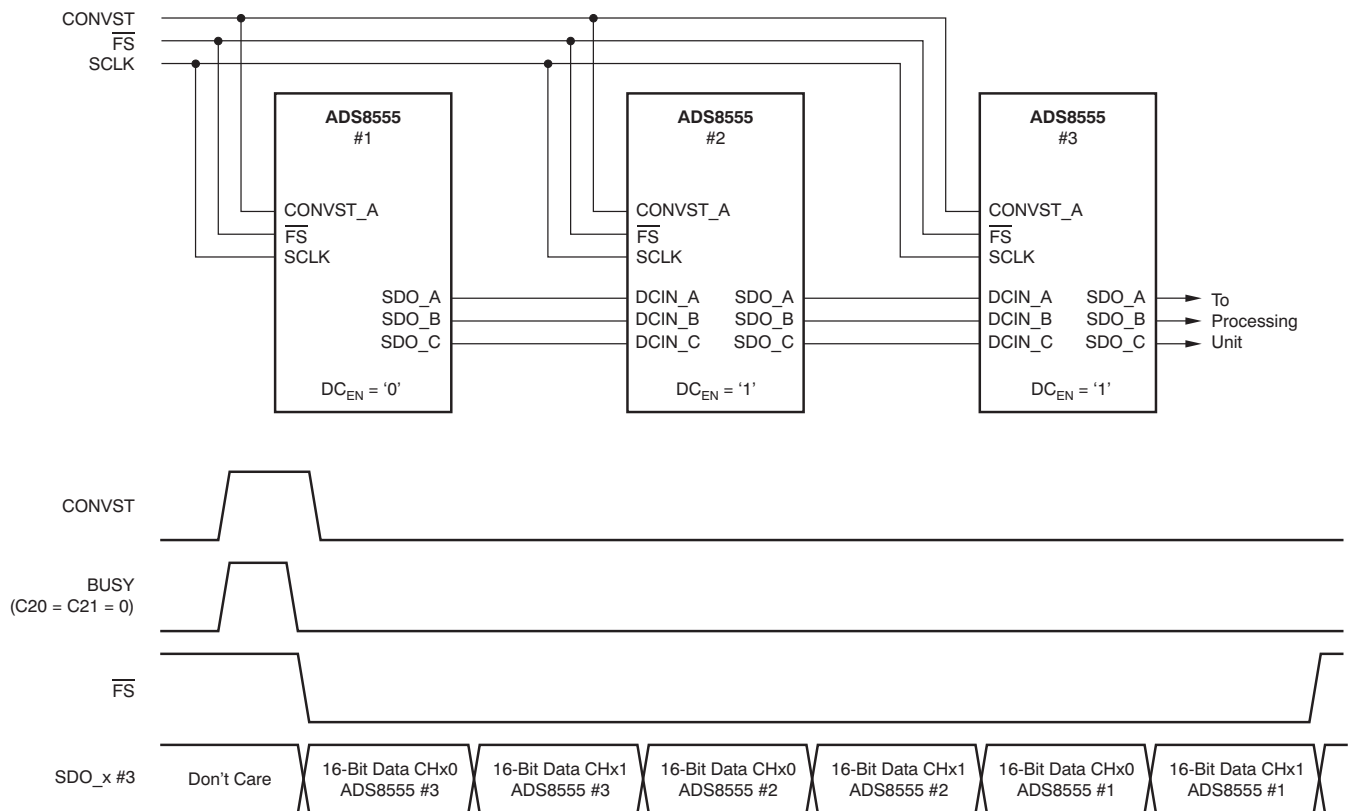 CONVST
FS
SCLK
ADS8555
#1
CONVST_A
FS
SCLK
SDO_A
SDO_B
SDO_C
DCEN = ‘0’
ADS8555
#2
CONVST_A
FS
SCLK
DCIN_A SDO_A
DCIN_B SDO_B
DCIN_C SDO_C
DCEN = ‘1’
ADS8555
#3
CONVST_A
FS
SCLK
DCIN_A SDO_A
DCIN_B SDO_B
DCIN_C SDO_C
DCEN = ‘1’
To
Processing
Unit
CONVST
BUSY
(C20 = C21 = 0)
FS
SDO_x #3
Don’t Care
16-Bit Data CHx0
ADS8555 #3
16-Bit Data CHx1
ADS8555 #3
16-Bit Data CHx0
ADS8555 #2
16-Bit Data CHx1
ADS8555 #2
16-Bit Data CHx0
ADS8555 #1
16-Bit Data CHx1
ADS8555 #1